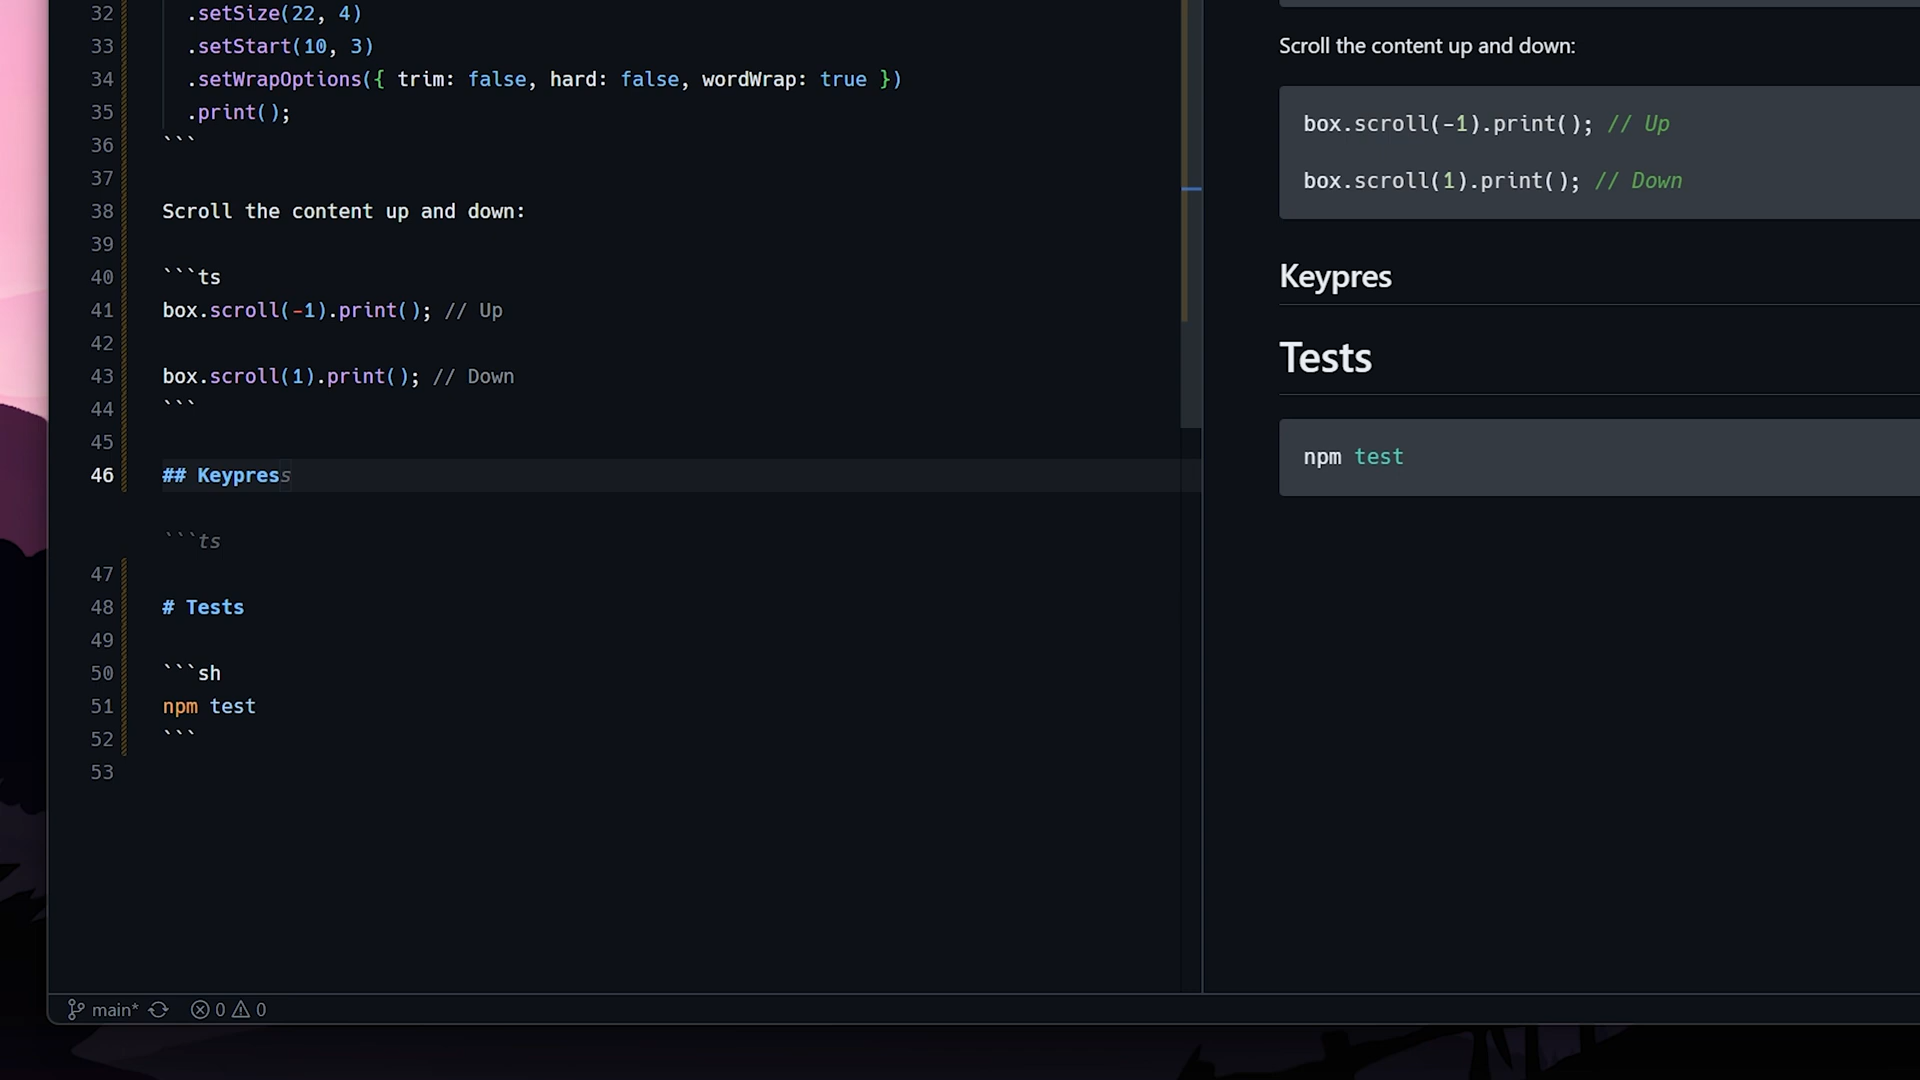 32 .setSize(22, 4)
33 .setStart(10, 3)
34 .setWrapOptions({ trim: false, hard: false, wordWrap: true })
35 .print();
36 ```
37
38 Scroll the content up and down:
39
40 ```ts
41 box.scroll(-1).print(); // Up
42
43 box.scroll(1).print(); // Down
44 ```
45
46 ## Keypress
```ts
47
48 # Tests
49
50 ```sh
51 npm test
52 ```
53
Scroll the content up and down:
box.scroll(-1).print(); // Up
box.scroll(1).print(); // Down
Keypres
Tests
npm test
main* 0 0